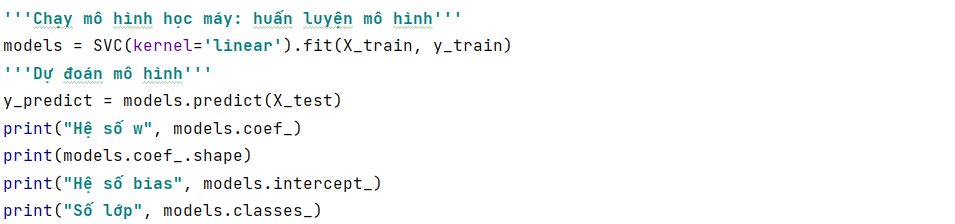 '''Chạy mô hình học máy: huấn luyện mô hình'''
models = SVC(kernel='linear').fit(X_train, y_train)
'''Dự đoán mô hình'''
y_predict = models.predict(X_test)
print("Hệ số w", models.coef_)
print(models.coef_.shape)
print("Hệ số bias", models.intercept_)
print("Số lớp", models.classes_)